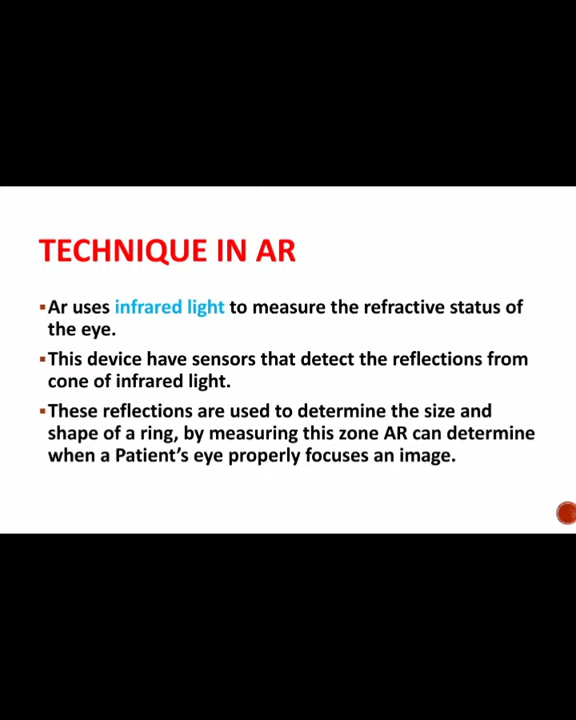 TECHNIQUE IN AR
▪Ar uses infrared light to measure the refractive status of
the eye.
▪This device have sensors that detect the reflections from
cone of infrared light.
▪These reflections are used to determine the size and
shape of a ring, by measuring this zone AR can determine
when a Patient's eye properly focuses an image.